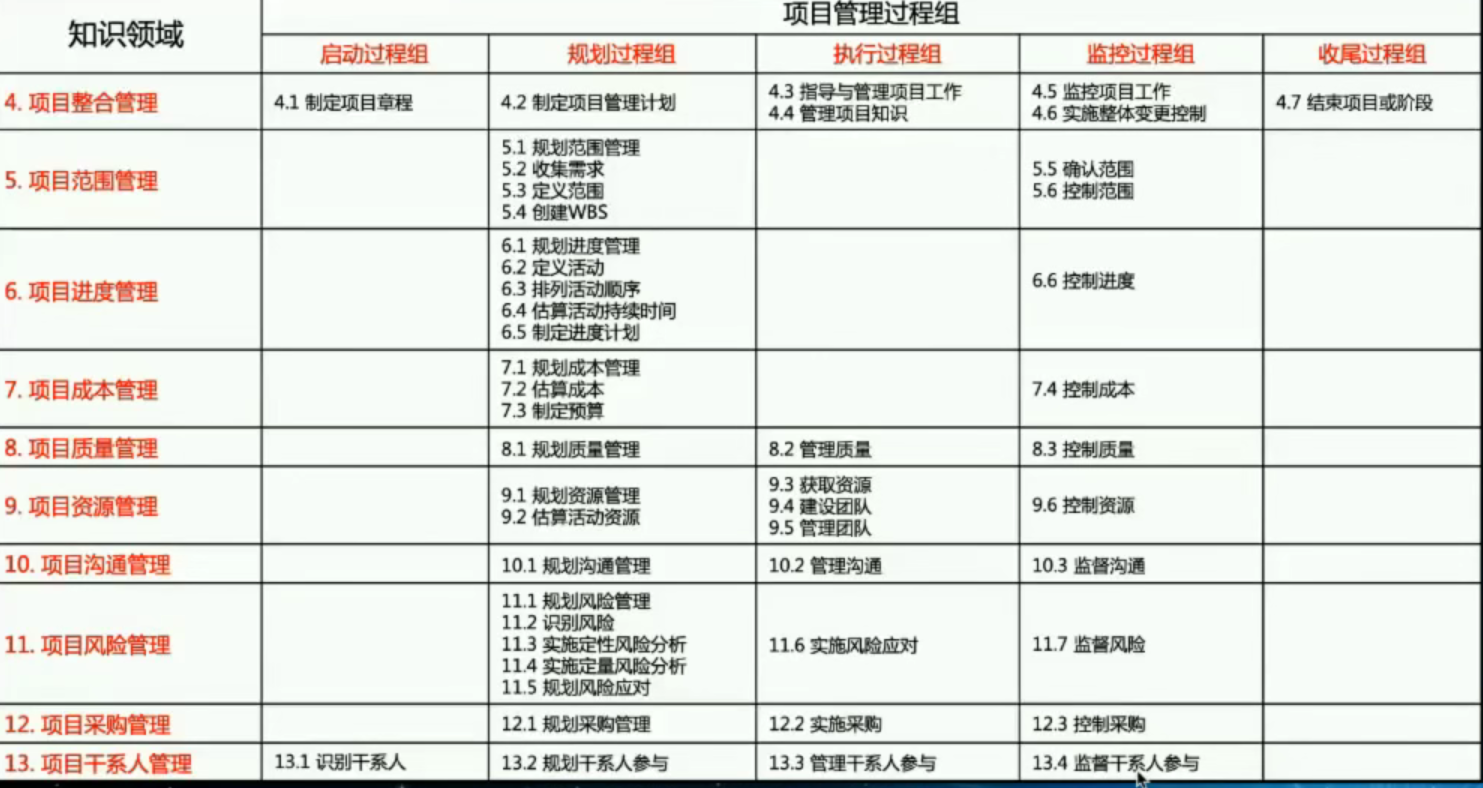 知识领域
项目管理过程组
启动过程组
规划过程组
执行过程组
监控过程组
收尾过程组
4. 项目整合管理
4.1 制定项目章程
4.2 制定项目管理计划
4.3 指导与管理项目工作
4.4 管理项目知识
4.5 监控项目工作
4.6 实施整体变更控制
4.7 结束项目或阶段
5. 项目范围管理
5.1 规划范围管理
5.2 收集需求
5.3 定义范围
5.4 创建WBS
5.5 确认范围
5.6 控制范围
6. 项目进度管理
6.1 规划进度管理
6.2 定义活动
6.3 排列活动顺序
6.4 估算活动持续时间
6.5 制定进度计划
6.6 控制进度
7. 项目成本管理
7.1 规划成本管理
7.2 估算成本
7.3 制定预算
7.4 控制成本
8. 项目质量管理
8.1 规划质量管理
8.2 管理质量
8.3 控制质量
9. 项目资源管理
9.1 规划资源管理
9.2 估算活动资源
9.3 获取资源
9.4 建设团队
9.5 管理团队
9.6 控制资源
10. 项目沟通管理
10.1 规划沟通管理
10.2 管理沟通
10.3 监督沟通
11. 项目风险管理
11.1 规划风险管理
11.2 识别风险
11.3 实施定性风险分析
11.4 实施定量风险分析
11.5 规划风险应对
11.6 实施风险应对
11.7 监督风险
12. 项目采购管理
12.1 规划采购管理
12.2 实施采购
12.3 控制采购
13. 项目干系人管理
13.1 识别干系人
13.2 规划干系人参与
13.3 管理干系人参与
13.4 监督干系人参与